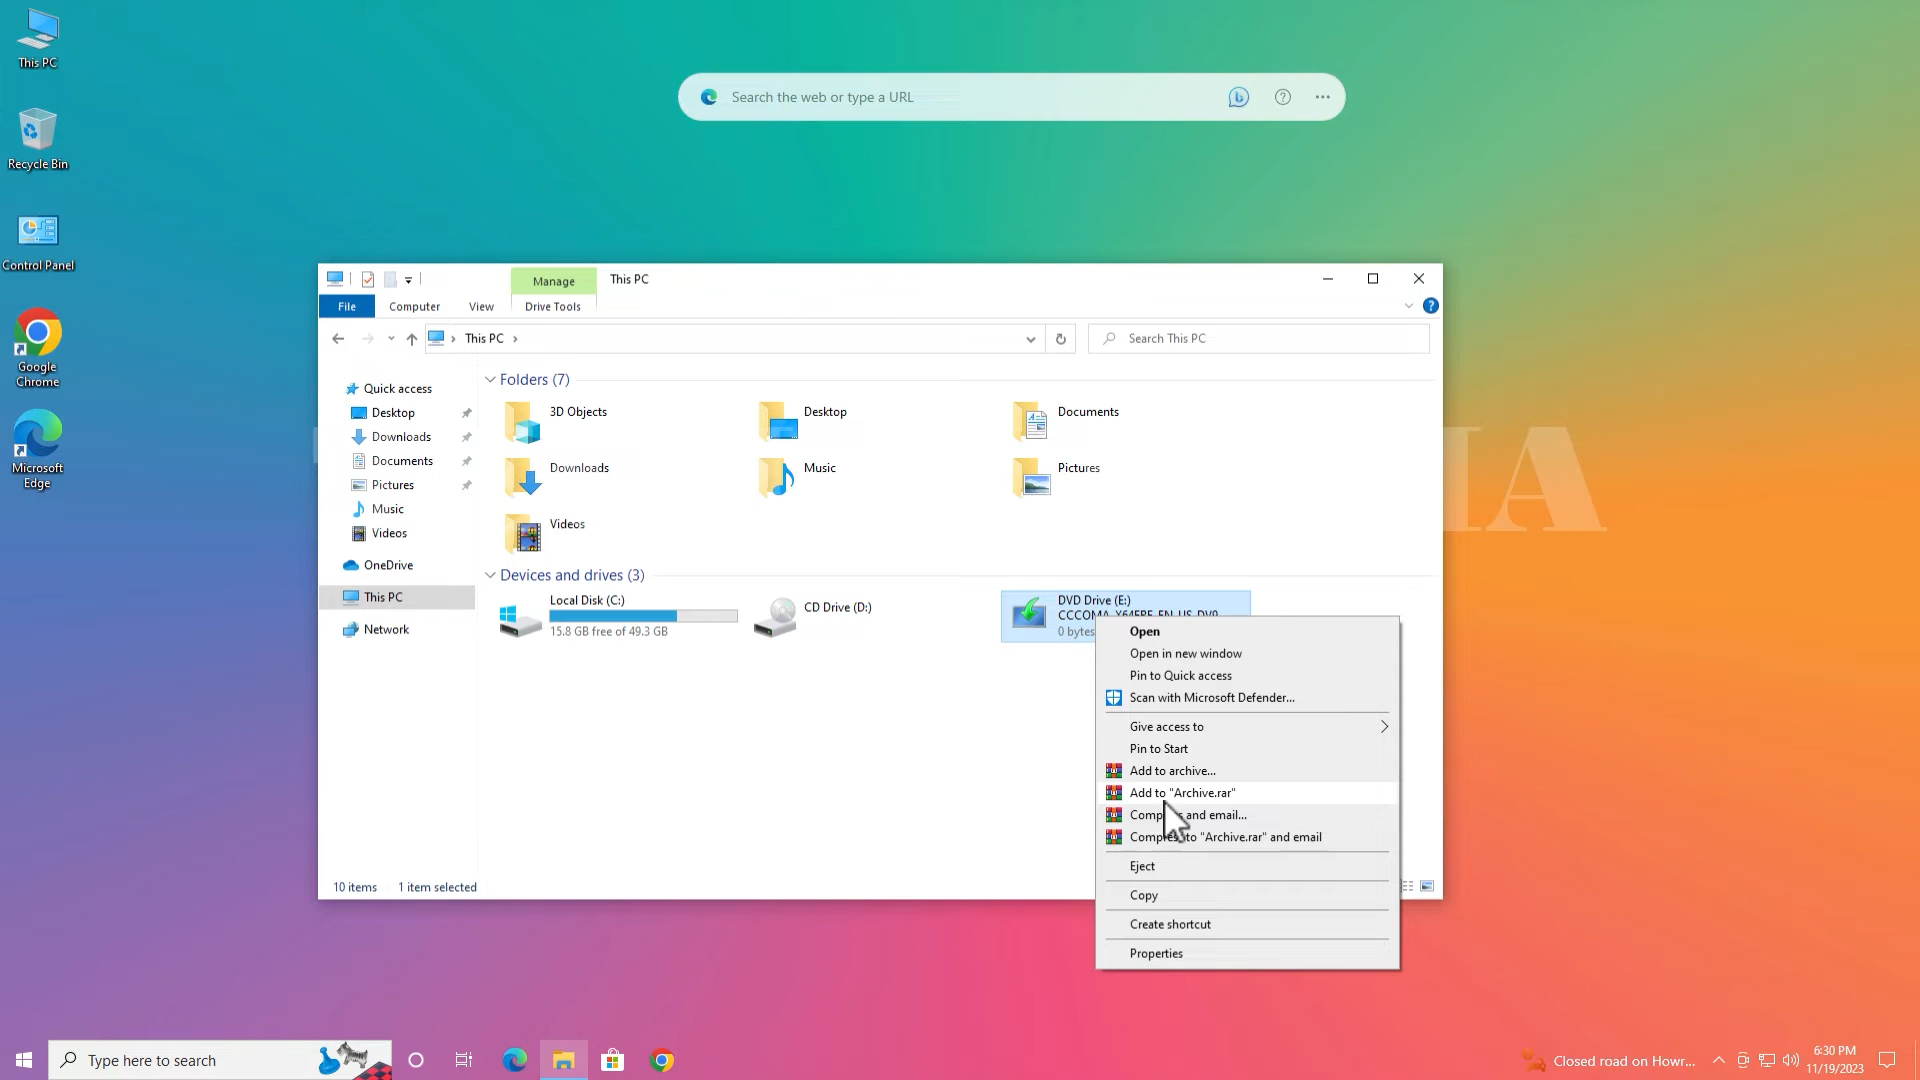 This PC
Recycle Bin
Control Panel
Google
Chrome
Microsoft
Edge
Search the web or type a URL
Manage
This PC
File
Computer
View
Drive Tools
This PC
Search This PC
Quick access
Desktop
Downloads
Documents
Pictures
Music
Videos
OneDrive
This PC
Network
Folders (7)
3D Objects
Desktop
Documents
Downloads
Music
Pictures
Videos
Devices and drives (3)
Local Disk (C:)
15.8 GB free of 49.3 GB
CD Drive (D:)
DVD Drive (E:)
CCCOMA_X64FRE_EN-US_DV9
0 bytes
Open
Open in new window
Pin to Quick access
Scan with Microsoft Defender...
Give access to
Pin to Start
Add to archive...
Add to "Archive.rar"
Compress and email...
Compress to "Archive.rar" and email
Eject
Copy
Create shortcut
Properties
10 items
1 item selected
Type here to search
Closed road on Howr...
6:30 PM
11/19/2023